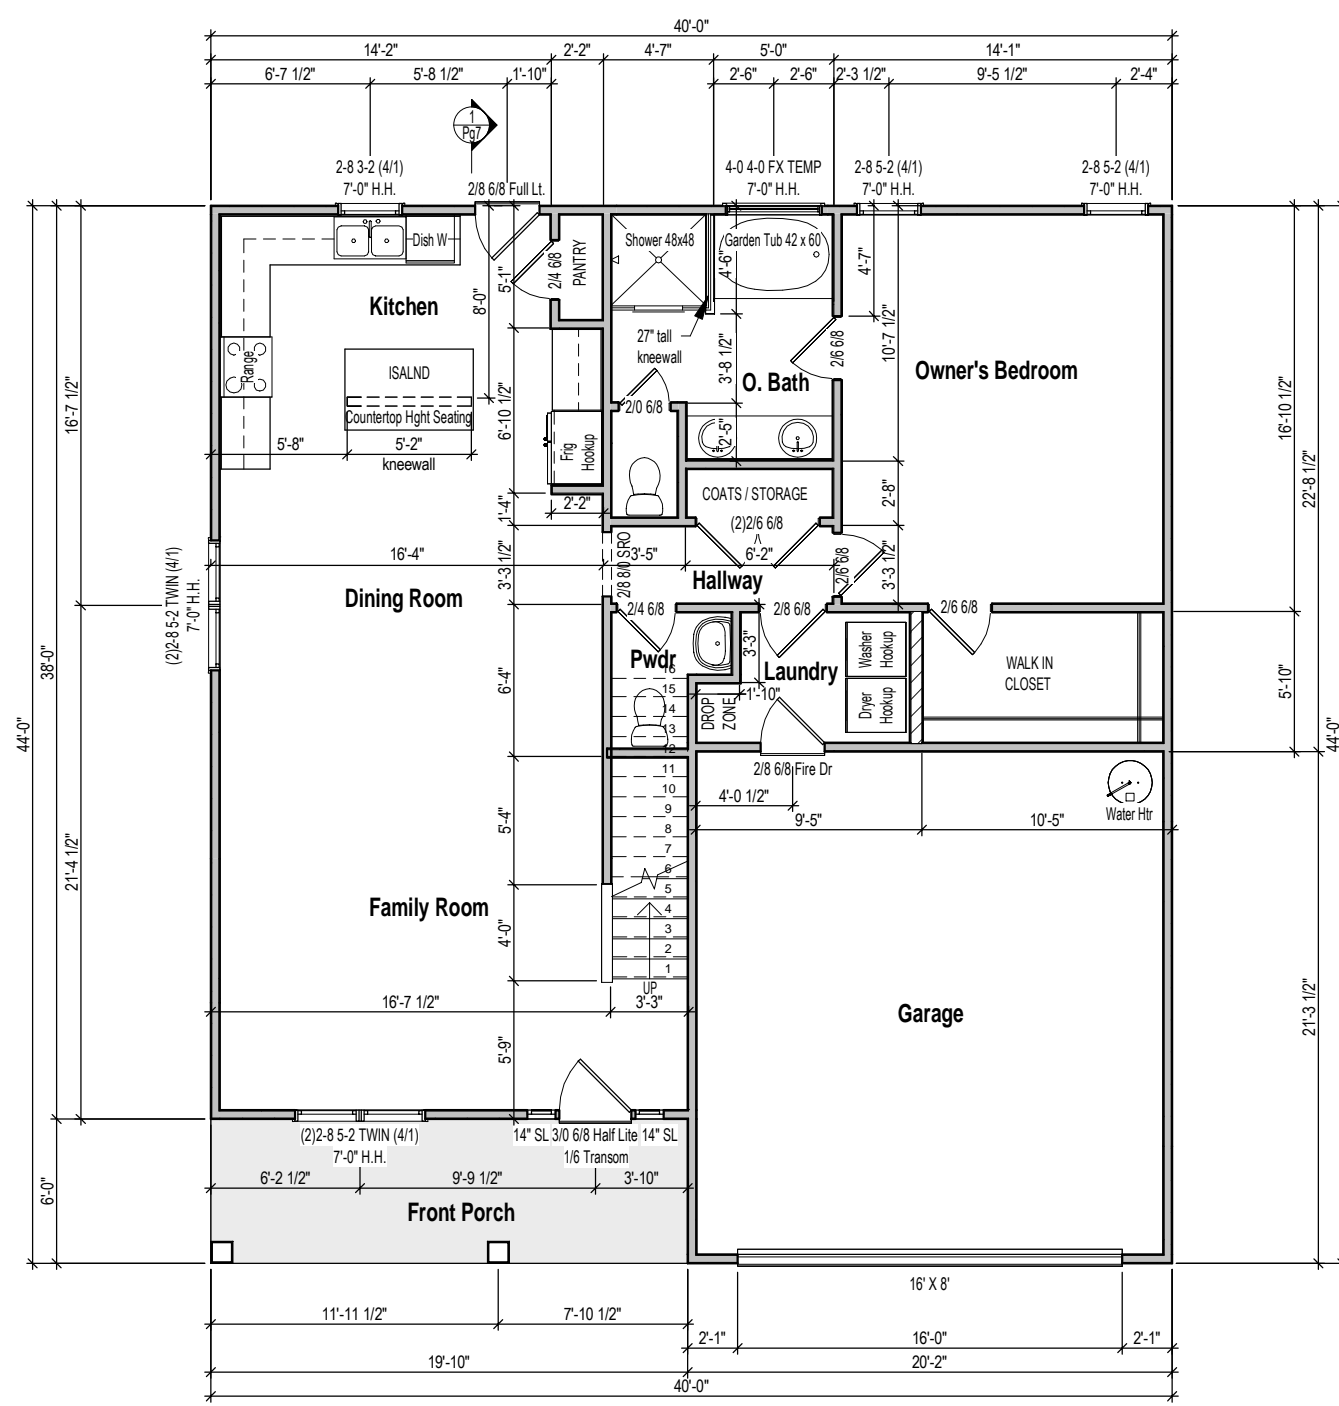 40'-0"
14'-2"
2'-2"
4'-7"
5'-0"
14'-1"
6'-7 1/2"
5'-8 1/2"
1'-10"
2'-6"
2'-6"
2'-3 1/2"
9'-5 1/2"
2'-4"
1
Pg7
2-8 3-2 (4/1)
7'-0" H.H.
2/8 6/8 Full Lt.
4-0 4-0 FX TEMP
7'-0" H.H.
2-8 5-2 (4/1)
7'-0" H.H.
2-8 5-2 (4/1)
7'-0" H.H.
Dish W
Kitchen
Range
ISALND
Countertop Hght Seating
5'-8"
5'-2"
kneewall
8'-0"
5'-1"
2/4 6/8
PANTRY
6'-10 1/2"
Frig
Hookup
1'-4"
2'-2"
Shower 48x48
Garden Tub 42 x 60
4'-6"
27" tall
kneewall
3'-8 1/2"
O. Bath
2/6 6/8
2/0 6/8
2'-5"
4'-7"
10'-7 1/2"
Owner's Bedroom
COATS / STORAGE
(2)2/6 6/8
2'-8"
16'-7 1/2"
16'-10 1/2"
22'-8 1/2"
16'-4"
3'-3 1/2"
2/8 8/0 SRO
3'-5"
6'-2"
Hallway
2/6 6/8
3'-3 1/2"
(2)2-8 5-2 TWIN (4/1)
7'-0" H.H.
Dining Room
2/4 6/8
2/8 6/8
2/6 6/8
38'-0"
44'-0"
6'-4"
Pwdr
3'-3"
Laundry
Washer
Hookup
Dryer
Hookup
WALK IN
CLOSET
5'-10"
44'-0"
1'-10"
DROP
ZONE
16
15
14
13
12
11
10
9
8
7
6
5
4
3
2
1
UP
2/8 6/8 Fire Dr
4'-0 1/2"
9'-5"
10'-5"
Water Htr
5'-4"
21'-4 1/2"
Family Room
4'-0"
16'-7 1/2"
3'-3"
Garage
21'-3 1/2"
5'-9"
(2)2-8 5-2 TWIN (4/1)
7'-0" H.H.
14" SL
3/0 6/8 Half Lite
1/6 Transom
14" SL
6'-2 1/2"
9'-9 1/2"
3'-10"
6'-0"
Front Porch
16' X 8'
11'-11 1/2"
7'-10 1/2"
2'-1"
16'-0"
2'-1"
19'-10"
20'-2"
40'-0"